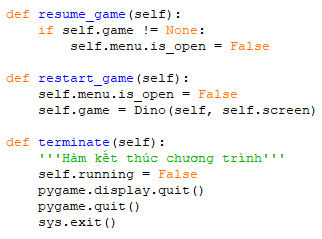 def resume_game(self):
    if self.game != None:
        self.menu.is_open = False

def restart_game(self):
    self.menu.is_open = False
    self.game = Dino(self, self.screen)

def terminate(self):
    '''Hàm kết thúc chương trình'''
    self.running = False
    pygame.display.quit()
    pygame.quit()
    sys.exit()